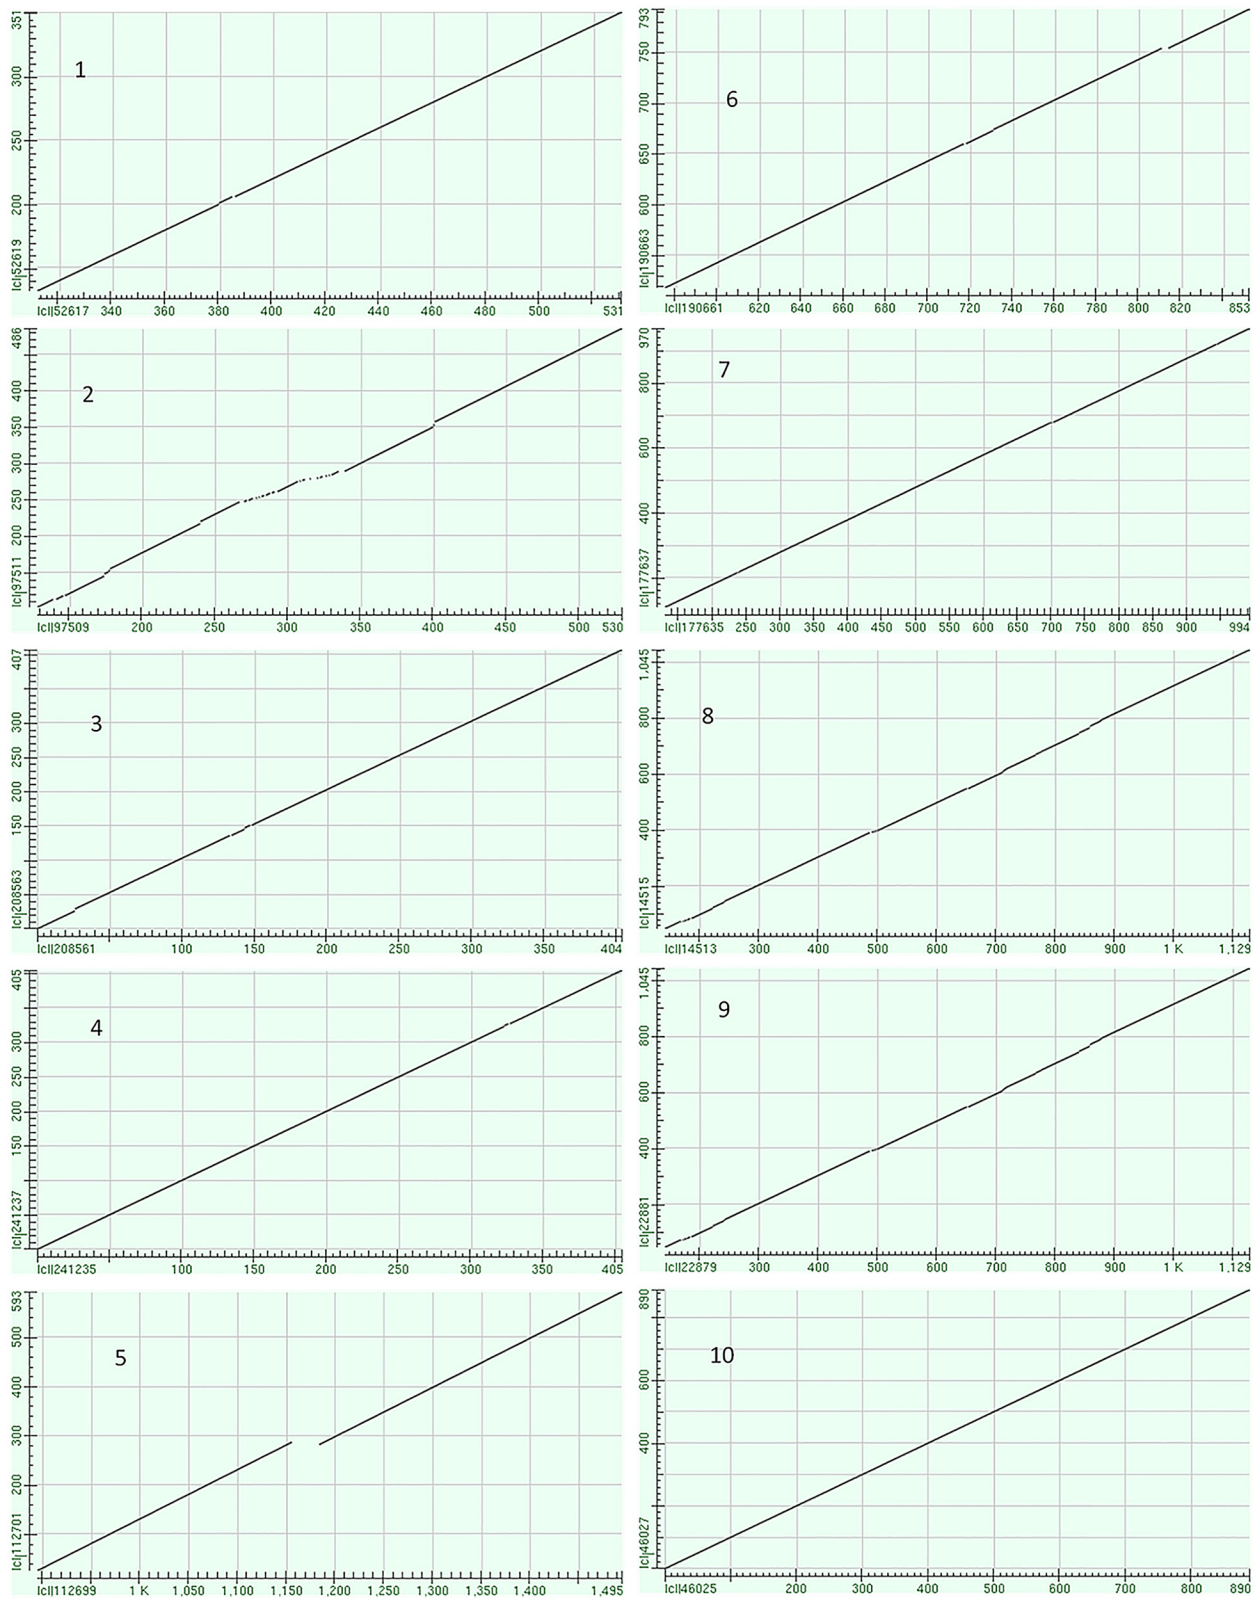 351
300
250
200
lcl|52619
1
lcl|52617 340 360 380 400 420 440 460 480 500 531
486
400
350
300
250
200
lcl|97511
2
lcl|97509 200 250 300 350 400 450 500 530
407
300
250
200
150
lcl|208563
3
lcl|208561 100 150 200 250 300 350 404
405
300
250
200
150
lcl|241237
4
lcl|241235 100 150 200 250 300 350 405
593
500
400
300
200
lcl|112701
5
lcl|112699 1 K 1,050 1,100 1,150 1,200 1,250 1,300 1,350 1,400 1,495
793
750
700
650
600
lcl|190663
6
lcl|190661 620 640 660 680 700 720 740 760 780 800 820 853
970
800
600
400
lcl|177637
7
lcl|177635 250 300 350 400 450 500 550 600 650 700 750 800 850 900 994
1,045
800
600
400
lcl|14515
8
lcl|14513 300 400 500 600 700 800 900 1 K 1,129
1,045
800
600
400
lcl|22881
9
lcl|22879 300 400 500 600 700 800 900 1 K 1,129
890
600
400
lcl|46027
10
lcl|46025 200 300 400 500 600 700 800 890